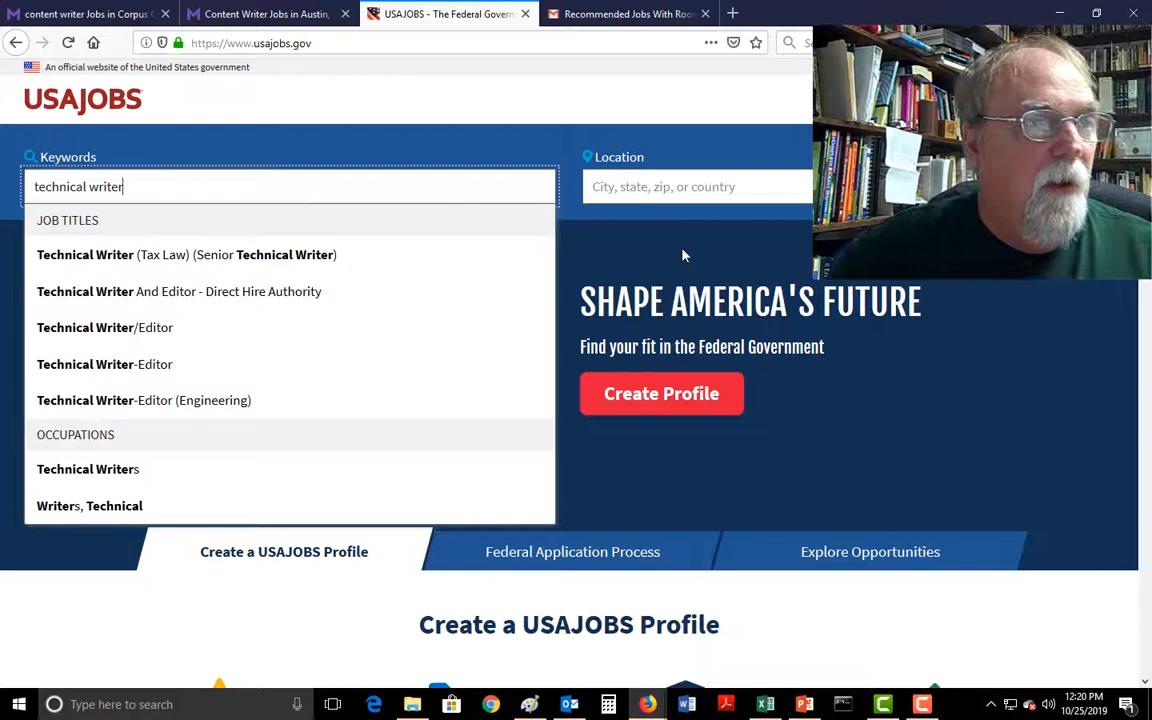 content writer Jobs in Corpus
Content Writer Jobs in Austin,
USAJOBS - The Federal Govern
Recommended Jobs With Roo
https://www.usajobs.gov
An official website of the United States government
USAJOBS
Keywords
Location
technical writer
City, state, zip, or country
JOB TITLES
Technical Writer (Tax Law) (Senior Technical Writer)
Technical Writer And Editor - Direct Hire Authority
Technical Writer/Editor
Technical Writer-Editor
Technical Writer-Editor (Engineering)
OCCUPATIONS
Technical Writers
Writers, Technical
SHAPE AMERICA'S FUTURE
Find your fit in the Federal Government
Create Profile
Create a USAJOBS Profile
Federal Application Process
Explore Opportunities
Create a USAJOBS Profile
Type here to search
12:20 PM
10/25/2019